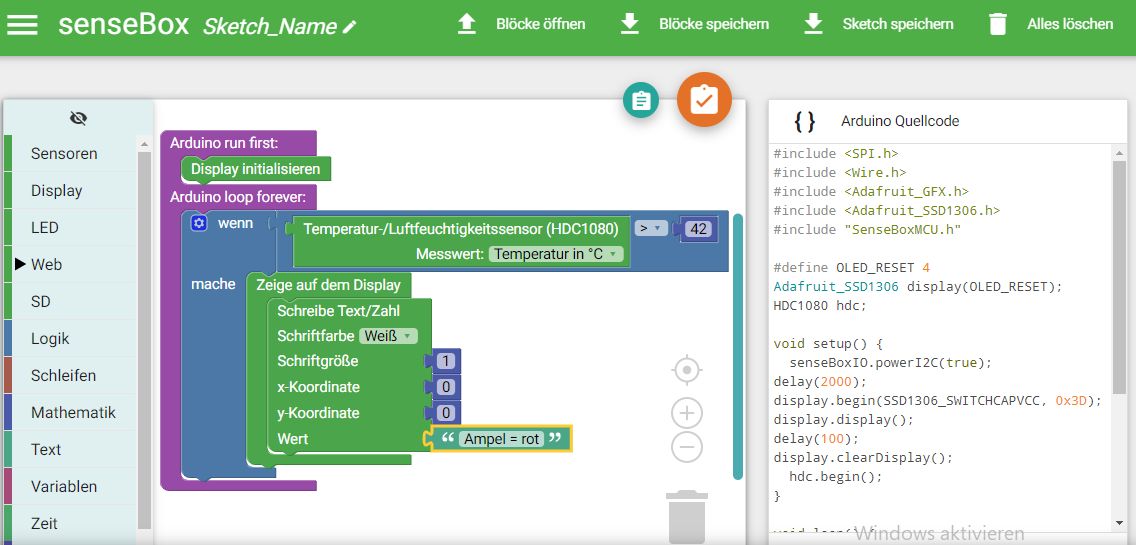 senseBox Sketch_Name
Blöcke öffnen
Blöcke speichern
Sketch speichern
Alles löschen
Sensoren
Display
LED
Web
SD
Logik
Schleifen
Mathematik
Text
Variablen
Zeit
Arduino run first:
Display initialisieren
Arduino loop forever:
wenn
Temperatur-/Luftfeuchtigkeitssensor (HDC1080)
Messwert: Temperatur in °C
>
42
mache
Zeige auf dem Display
Schreibe Text/Zahl
Schriftfarbe Weiß
Schriftgröße 1
x-Koordinate 0
y-Koordinate 0
Wert “ Ampel = rot ”
{} Arduino Quellcode
#include <SPI.h>
#include <Wire.h>
#include <Adafruit_GFX.h>
#include <Adafruit_SSD1306.h>
#include "SenseBoxMCU.h"
#define OLED_RESET 4
Adafruit_SSD1306 display(OLED_RESET);
HDC1080 hdc;
void setup() {
senseBoxIO.powerI2C(true);
delay(2000);
display.begin(SSD1306_SWITCHCAPVCC, 0x3D);
display.display();
delay(100);
display.clearDisplay();
hdc.begin();
}
void loop() {
Windows aktivieren